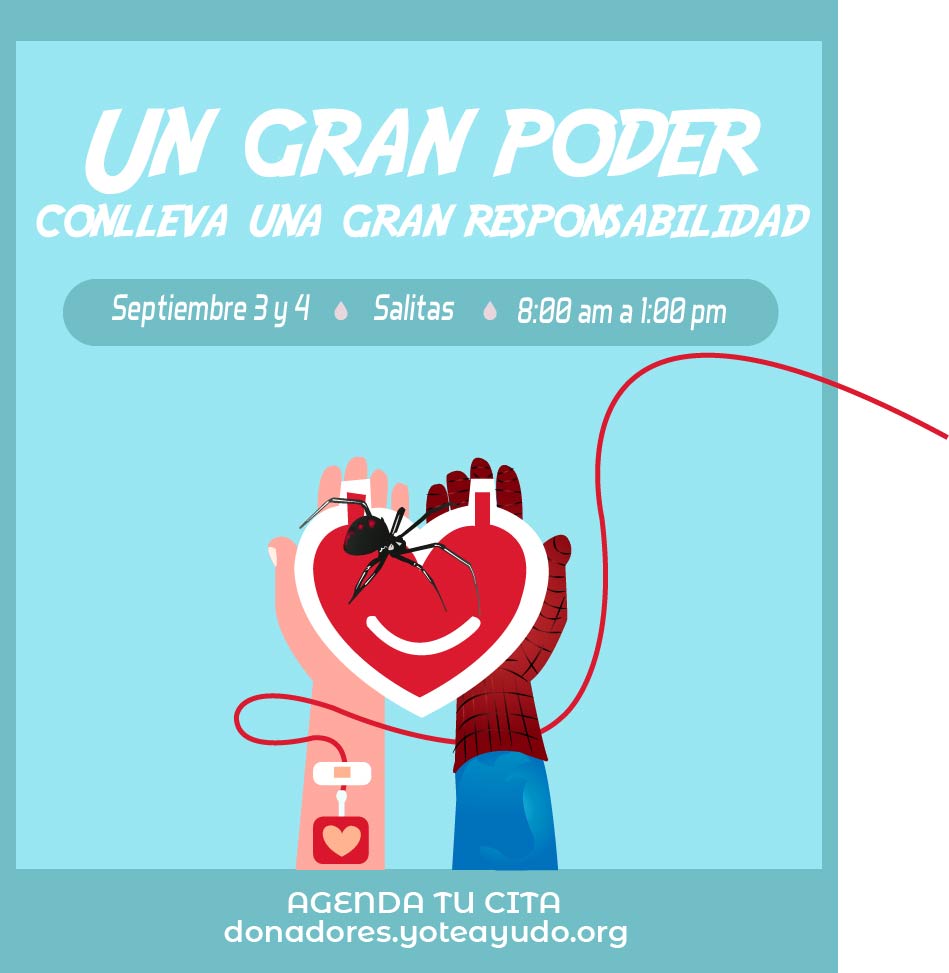 UN GRAN PODER
CONLLEVA UNA GRAN RESPONSABILIDAD
Septiembre 3 y 4 Salitas 8:00 am a 1:00 pm
AGENDA TU CITA
donadores.yoteayudo.org